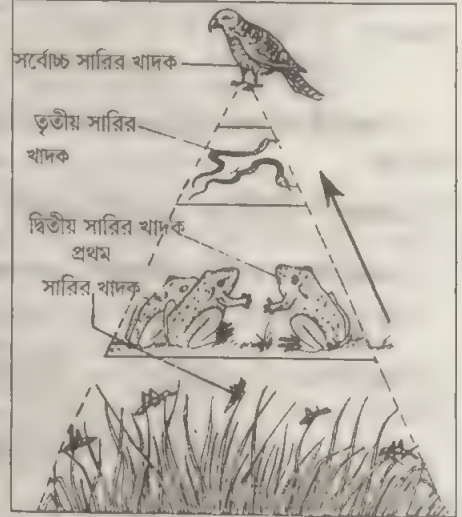 সর্বোচ্চ সারির খাদক
তৃতীয় সারির
খাদক
দ্বিতীয় সারির খাদক
প্রথম
সারির খাদক